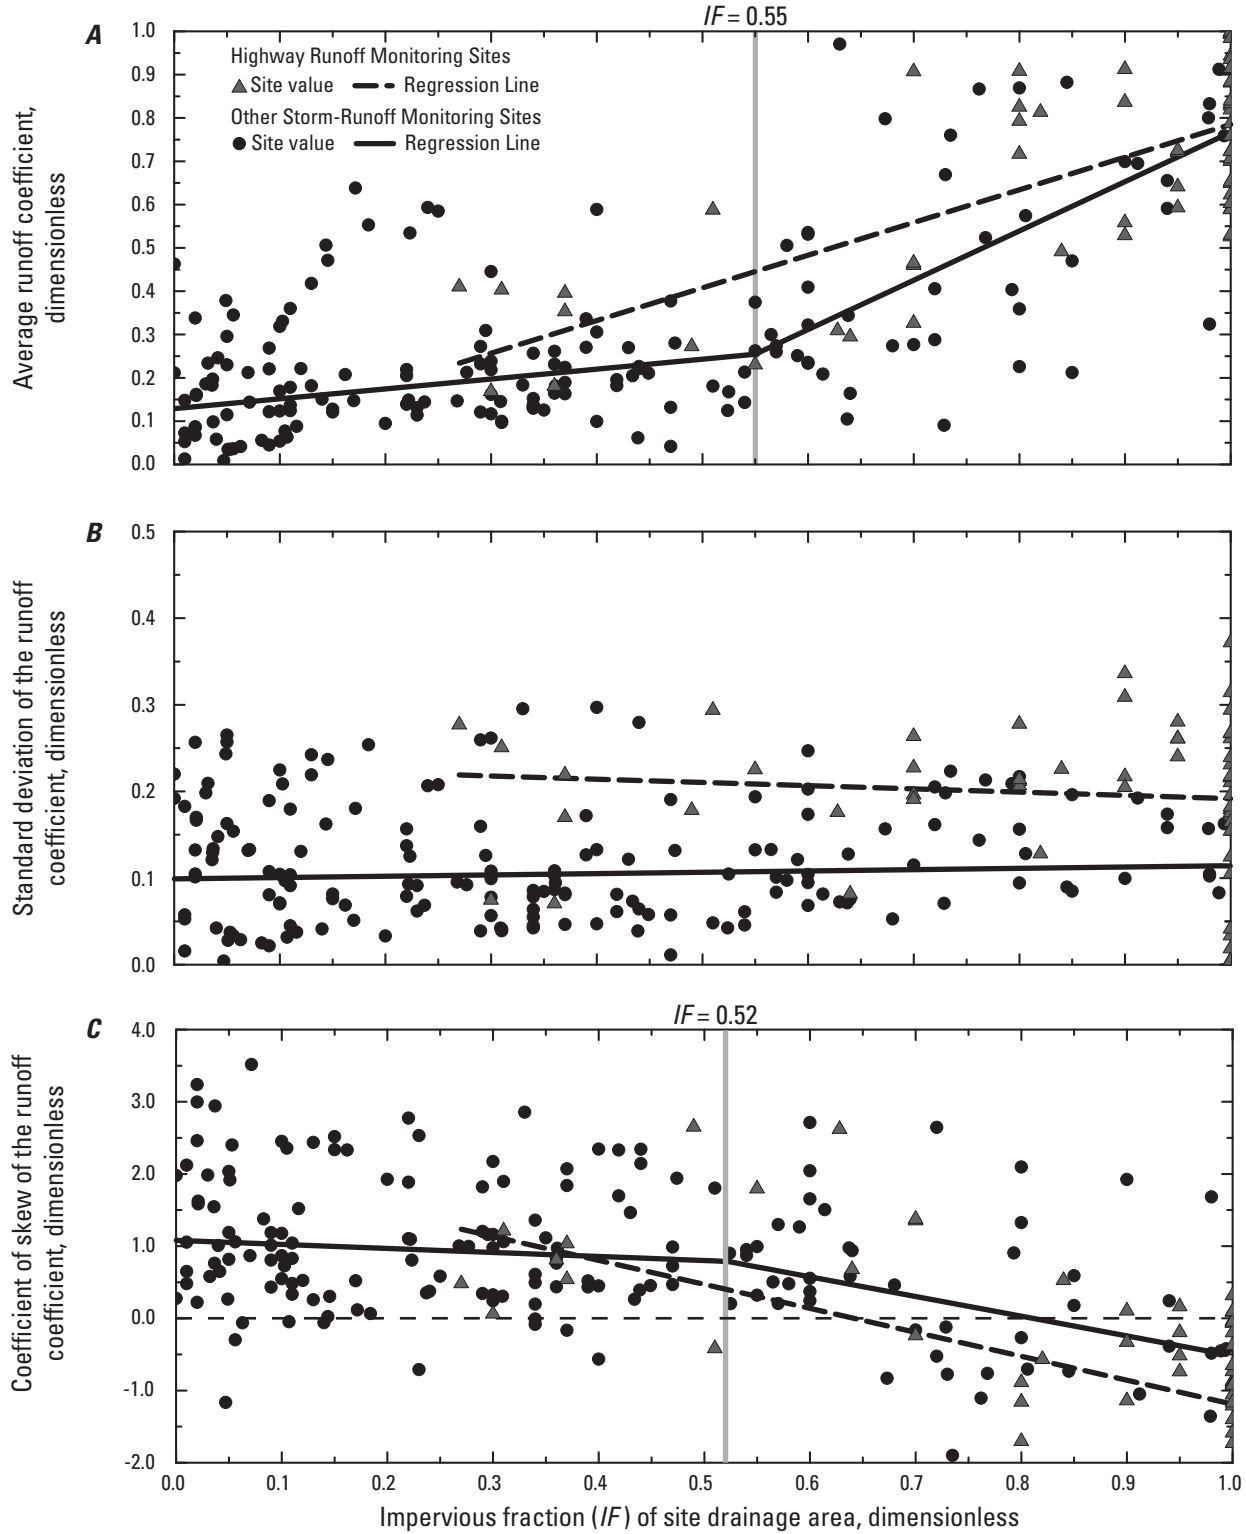 IF = 0.55
A
1.0
0.9
0.8
0.7
0.6
0.5
0.4
0.3
0.2
0.1
0.0
Average runoff coefficient,
dimensionless
Highway Runoff Monitoring Sites
Site value
Regression Line
Other Storm-Runoff Monitoring Sites
Site value
Regression Line
B
0.5
0.4
0.3
0.2
0.1
0.0
Standard deviation of the runoff
coefficient, dimensionless
IF = 0.52
C
4.0
3.0
2.0
1.0
0.0
-1.0
-2.0
Coefficient of skew of the runoff
coefficient, dimensionless
0.0 0.1 0.2 0.3 0.4 0.5 0.6 0.7 0.8 0.9 1.0
Impervious fraction (IF) of site drainage area, dimensionless